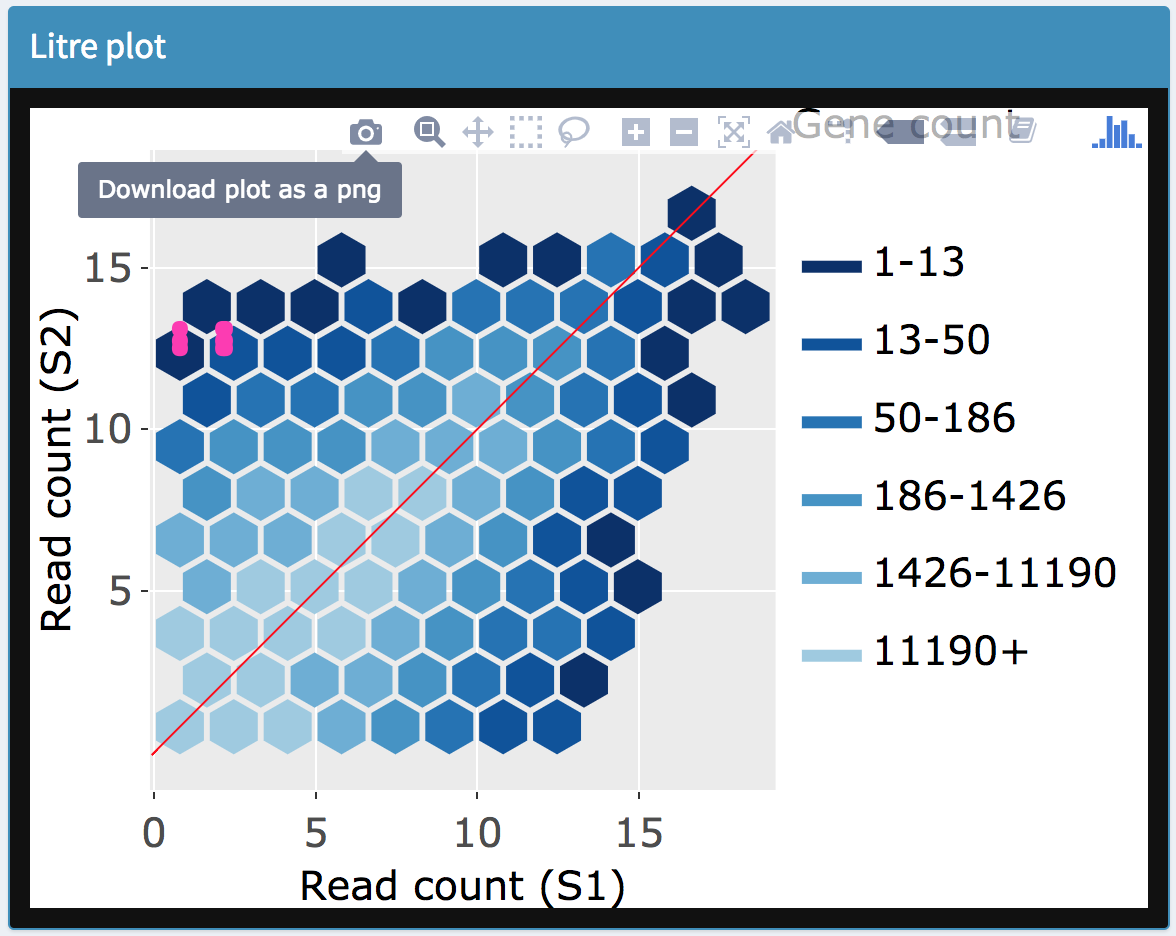 Litre plot
Gene count
Download plot as a png
15
10
5
Read count (S2)
1-13
13-50
50-186
186-1426
1426-11190
11190+
0 5 10 15
Read count (S1)